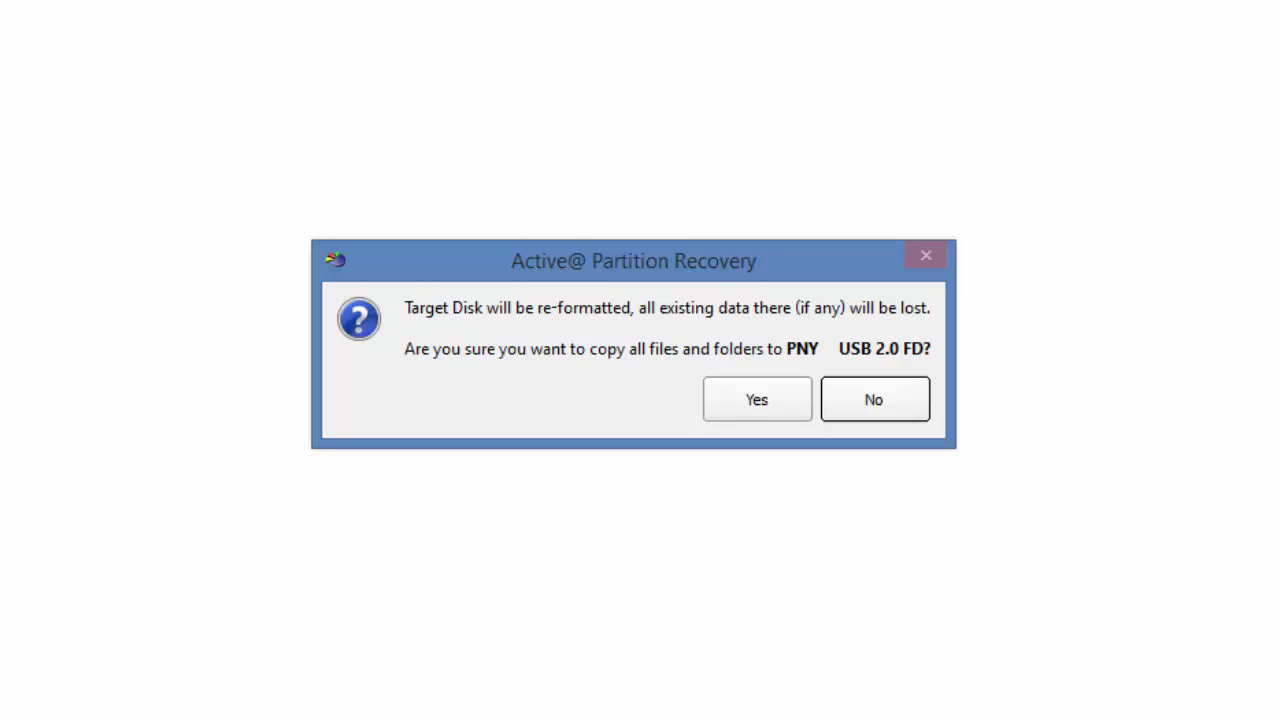 Active@ Partition Recovery
Target Disk will be re-formatted, all existing data there (if any) will be lost.
Are you sure you want to copy all files and folders to PNY USB 2.0 FD?
Yes No